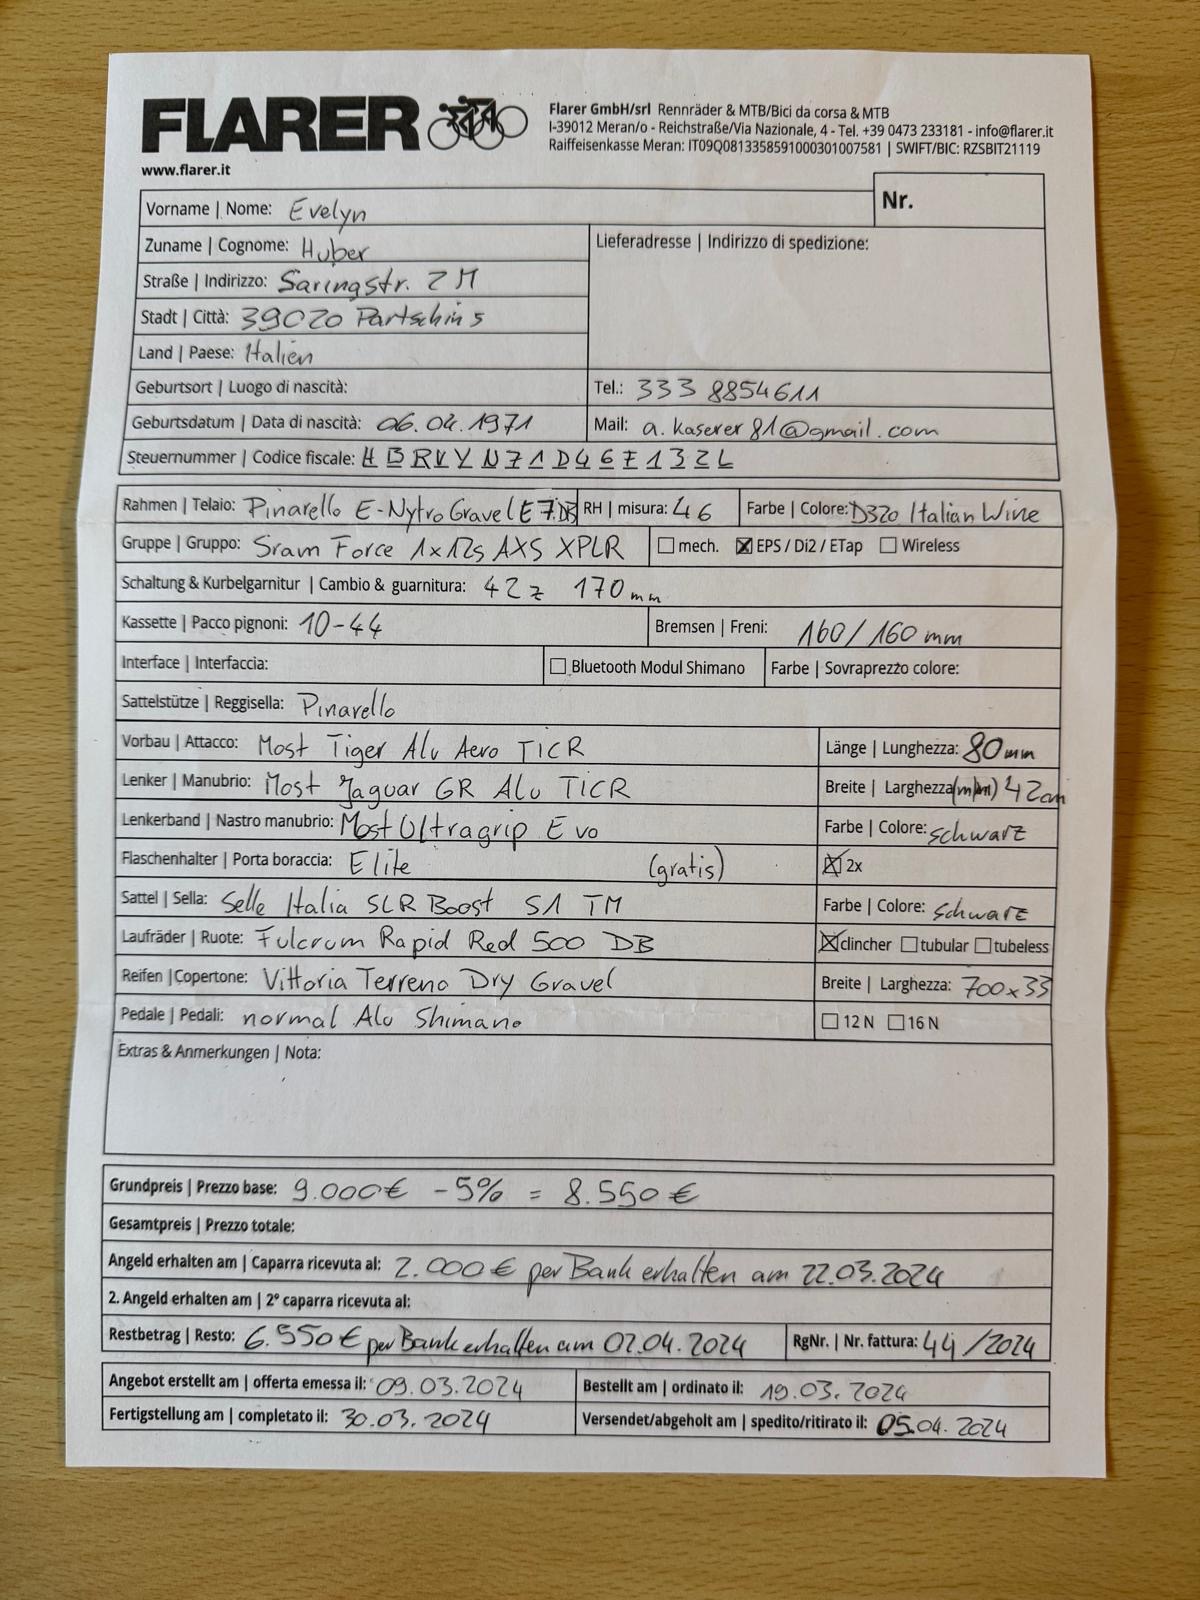 FLARER
www.flarer.it
Flarer GmbH/srl Rennräder & MTB/Bici da corsa & MTB
I-39012 Meran/o - Reichstraße/Via Nazionale, 4 - Tel. +39 0473 233181 - info@flarer.it
Raiffeisenkasse Meran: IT09Q0813358591000301007581 | SWIFT/BIC: RZSBIT21119
Nr.
Vorname | Nome: Evelyn
Zuname | Cognome: Huber
Lieferadresse | Indirizzo di spedizione:
Straße | Indirizzo: Saringstr. 2 M
Stadt | Città: 39020 Partschins
Land | Paese: Italien
Geburtsort | Luogo di nascità:
Tel.: 333 8854611
Geburtsdatum | Data di nascità: 06.04.1971
Mail: a.kaserer81@gmail.com
Steuernummer | Codice fiscale: HBRVYN71D46F132L
Rahmen | Telaio: Pinarello E-Nytro Gravel E7 DB RH | misura: 46 Farbe | Colore: D320 Italian Wine
Gruppe | Gruppo: Sram Force 1x12s AXS XPLR mech. EPS / Di2 / ETap Wireless
Schaltung & Kurbelgarnitur | Cambio & guarnitura: 42z 170mm
Kassette | Pacco pignoni: 10-44 Bremsen | Freni: 160/160mm
Interface | Interfaccia: Bluetooth Modul Shimano Farbe | Sovraprezzo colore:
Sattelstütze | Reggisella: Pinarello
Vorbau | Attacco: Most Tiger Alu Aero TICR Länge | Lunghezza: 80mm
Lenker | Manubrio: Most Jaguar GR Alu TICR Breite | Larghezza 42cm
Lenkerband | Nastro manubrio: Most Ultragrip Evo Farbe | Colore: schwarz
Flaschenhalter | Porta boraccia: Elite (gratis) 2x
Sattel | Sella: Selle Italia SLR Boost S1 TM Farbe | Colore: schwarz
Laufräder | Ruote: Fulcrum Rapid Red 500 DB clincher tubular tubeless
Reifen |Copertone: Vittoria Terreno Dry Gravel Breite | Larghezza: 700x33
Pedale | Pedali: normal Alu Shimano 12 N 16 N
Extras & Anmerkungen | Nota:
Grundpreis | Prezzo base: 9.000€ -5% = 8.550€
Gesamtpreis | Prezzo totale:
Angeld erhalten am | Caparra ricevuta al: 2.000€ per Bank erhalten am 22.03.2024
2. Angeld erhalten am | 2° caparra ricevuta al:
Restbetrag | Resto: 6.550€ per Bank erhalten am 02.04.2024 RgNr. | Nr. fattura: 44/2024
Angebot erstellt am | offerta emessa il: 09.03.2024 Bestellt am | ordinato il: 19.03.2024
Fertigstellung am | completato il: 30.03.2024 Versendet/abgeholt am | spedito/ritirato il: 05.04.2024